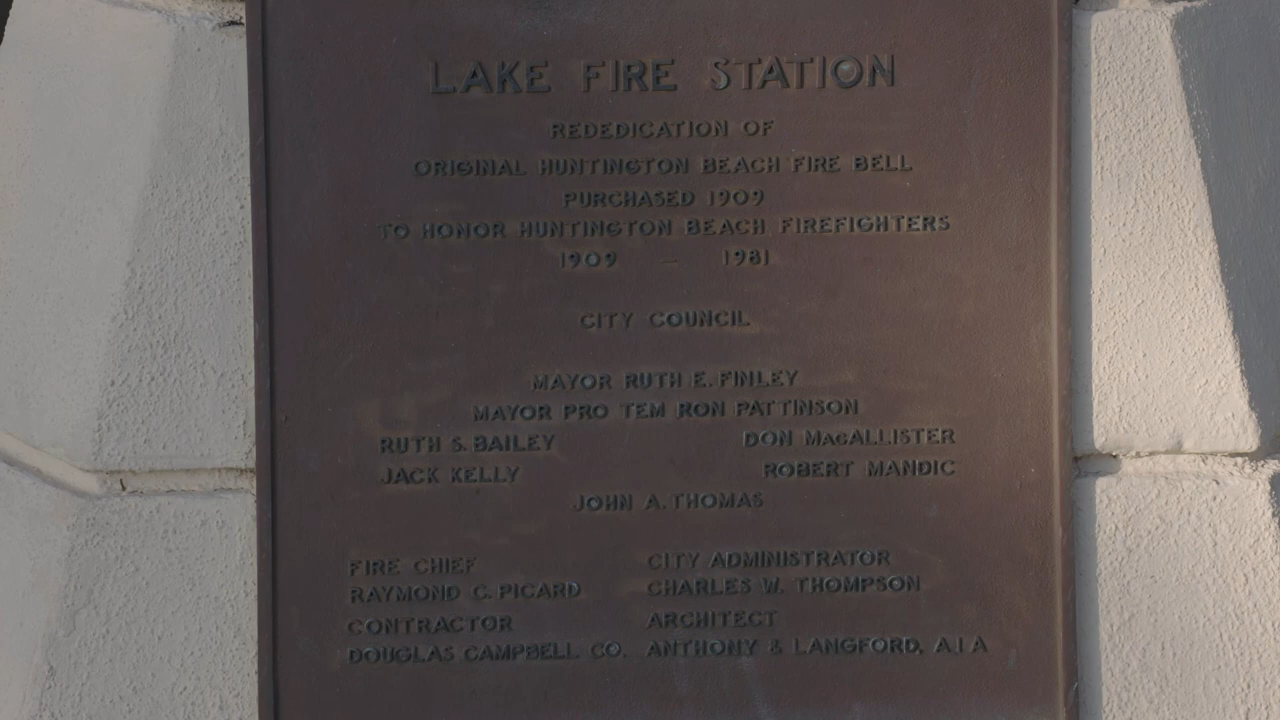 LAKE FIRE STATION
REDEDICATION OF
ORIGINAL HUNTINGTON BEACH FIRE BELL
PURCHASED 1909
TO HONOR HUNTINGTON BEACH FIREFIGHTERS
1909 — 1981
CITY COUNCIL
MAYOR RUTH E. FINLEY
MAYOR PRO TEM RON PATTINSON
RUTH S. BAILEY DON MACALLISTER
JACK KELLY ROBERT MANDIC
JOHN A. THOMAS
FIRE CHIEF CITY ADMINISTRATOR
RAYMOND C. PICARD CHARLES W. THOMPSON
CONTRACTOR ARCHITECT
DOUGLAS CAMPBELL CO. ANTHONY & LANGFORD, A I A